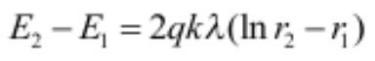 E₂ − E₁ = 2qkλ(ln r₂ − r₁)